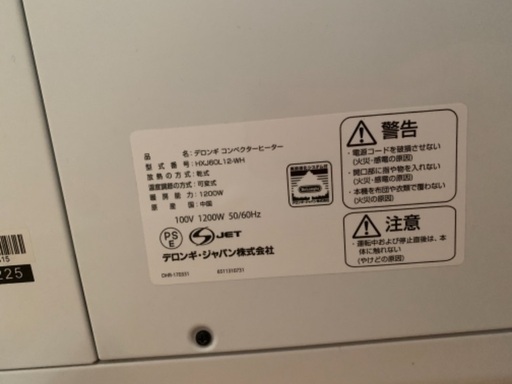 品 名：デロンギ コンベクターヒーター
型 式 番 号：HXJ60L12-WH
加熱の方式：乾式
温度調節の方式：可変式
暖 房 能 力：1200W
原 産 国：中国
100V 1200W 50/60Hz
PS
E
JET
デロンギ・ジャパン株式会社
警告
・電源コードを破損させない
(火災・感電の原因)
・開口部に指や物を入れない
(火災・感電の原因)
・本機を布団や衣類で覆わない
(火災の原因)
注意
・運転中および停止直後は、本
体に触れない
(やけどの原因)
225